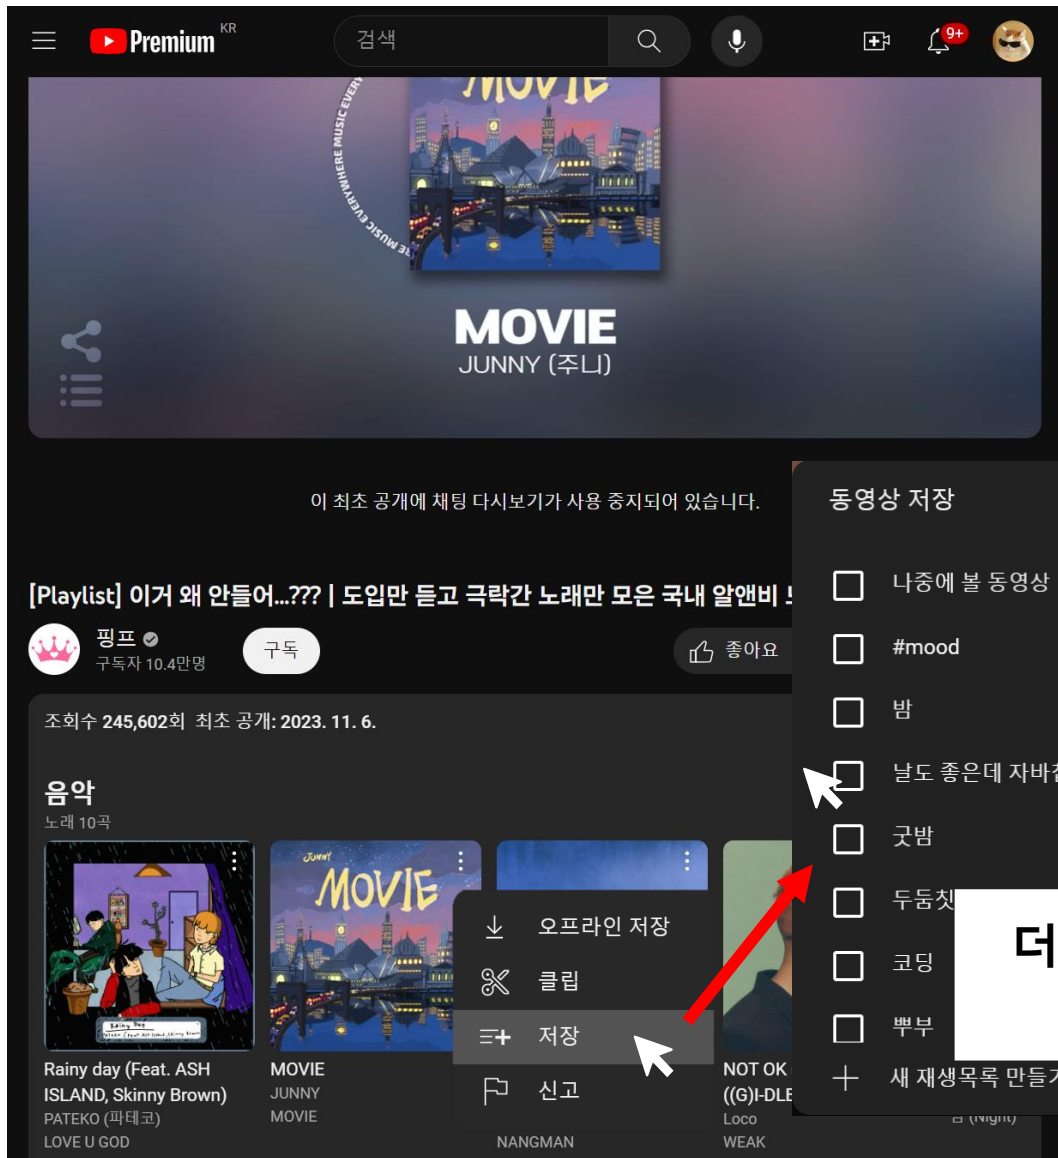 Premium KR
검색
9+
MOVIE
MOVIE
JUNNY (주니)
이 최초 공개에 채팅 다시보기가 사용 중지되어 있습니다.
[Playlist] 이거 왜 안들어...??? | 도입만 듣고 극락간 노래만 모은 국내 알앤비
핑프
구독자 10.4만명
구독
좋아요
조회수 245,602회 최초 공개: 2023. 11. 6.
음악
노래 10곡
JUNNY
MOVIE
Rainy Day
Rainy day (Feat. ASH
ISLAND, Skinny Brown)
PATEKO (파테코)
LOVE U GOD
MOVIE
JUNNY
MOVIE
NANGMAN
NOT OK
((G)I-DLE
Loco
WEAK
(Night)
오프라인 저장
클립
저장
신고
동영상 저장
나중에 볼 동영상
#mood
밤
날도 좋은데 자바
굿밤
두둠칫
코딩
뿌부
새 재생목록 만들기
더